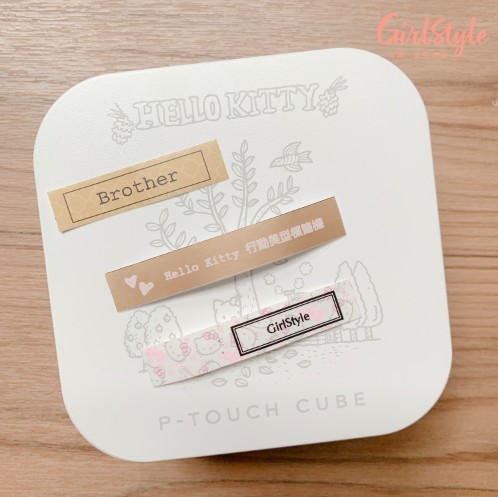 GirlStyle
HELLO KITTY
Brother
Hello Kitty 行動美型標籤機
GirlStyle
P-TOUCH CUBE